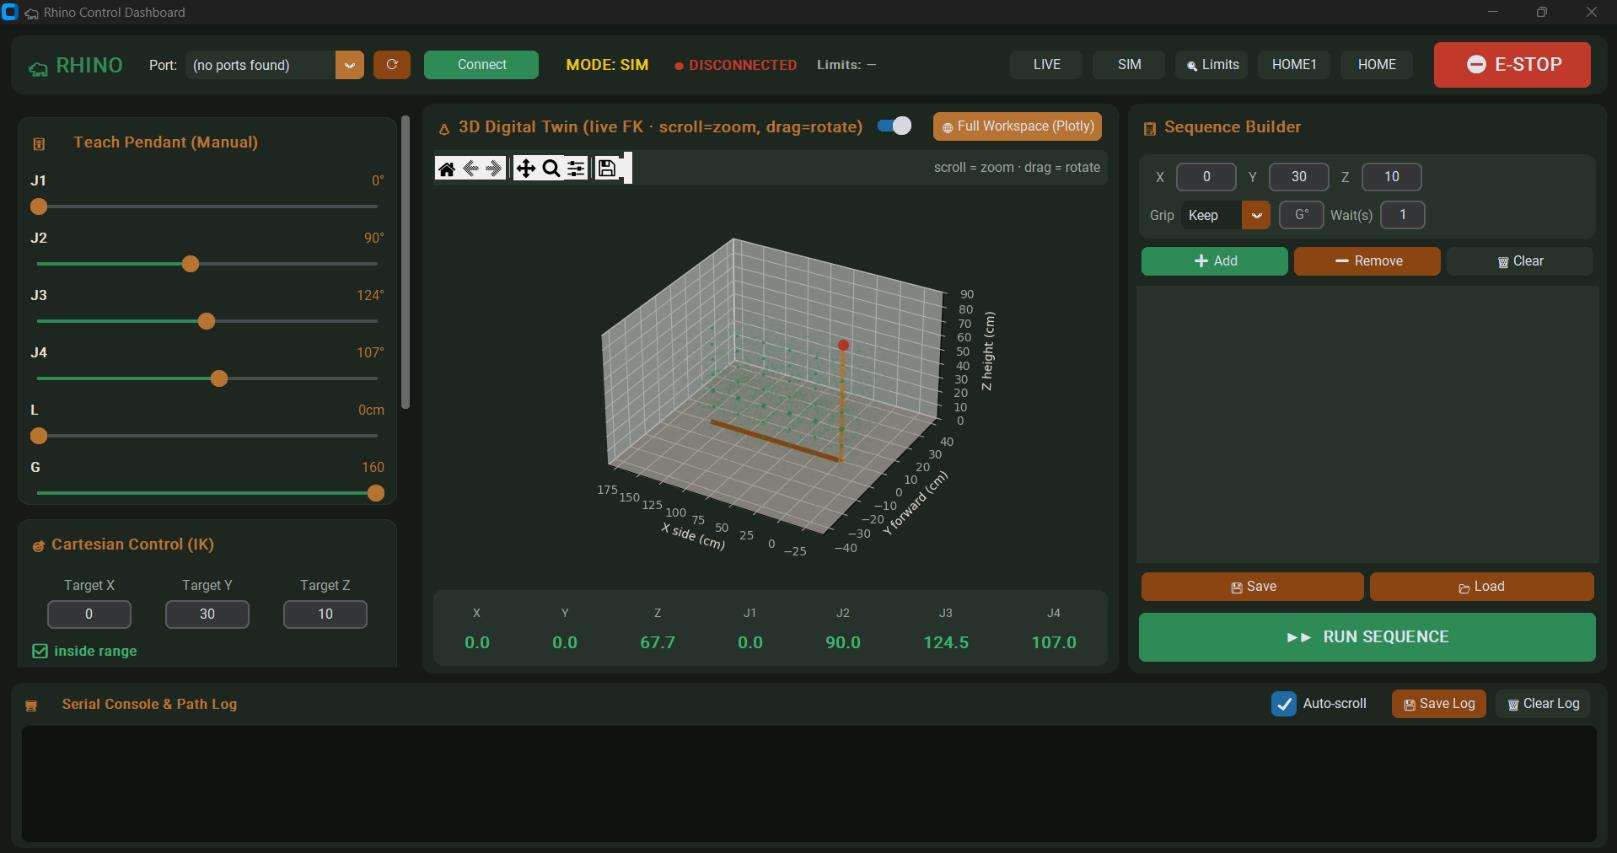 Rhino Control Dashboard
RHINO
Port: (no ports found)
Connect
MODE: SIM
DISCONNECTED
Limits: —
LIVE
SIM
Limits
HOME1
HOME
E-STOP
Teach Pendant (Manual)
J1 0°
J2 90°
J3 124°
J4 107°
L 0cm
G 160
Cartesian Control (IK)
Target X Target Y Target Z
0 30 10
inside range
3D Digital Twin (live FK · scroll=zoom, drag=rotate)
Full Workspace (Plotly)
scroll = zoom · drag = rotate
90
80
70
60
50
40
30
20
10
0
Z height (cm)
40
30
20
10
0
−10
−20
−30
−40
Y forward (cm)
175 150 125 100 75 50 25 0 −25
X side (cm)
X Y Z J1 J2 J3 J4
0.0 0.0 67.7 0.0 90.0 124.5 107.0
Sequence Builder
X 0 Y 30 Z 10
Grip Keep G° Wait(s) 1
Add
Remove
Clear
Save
Load
RUN SEQUENCE
Serial Console & Path Log
Auto-scroll
Save Log
Clear Log